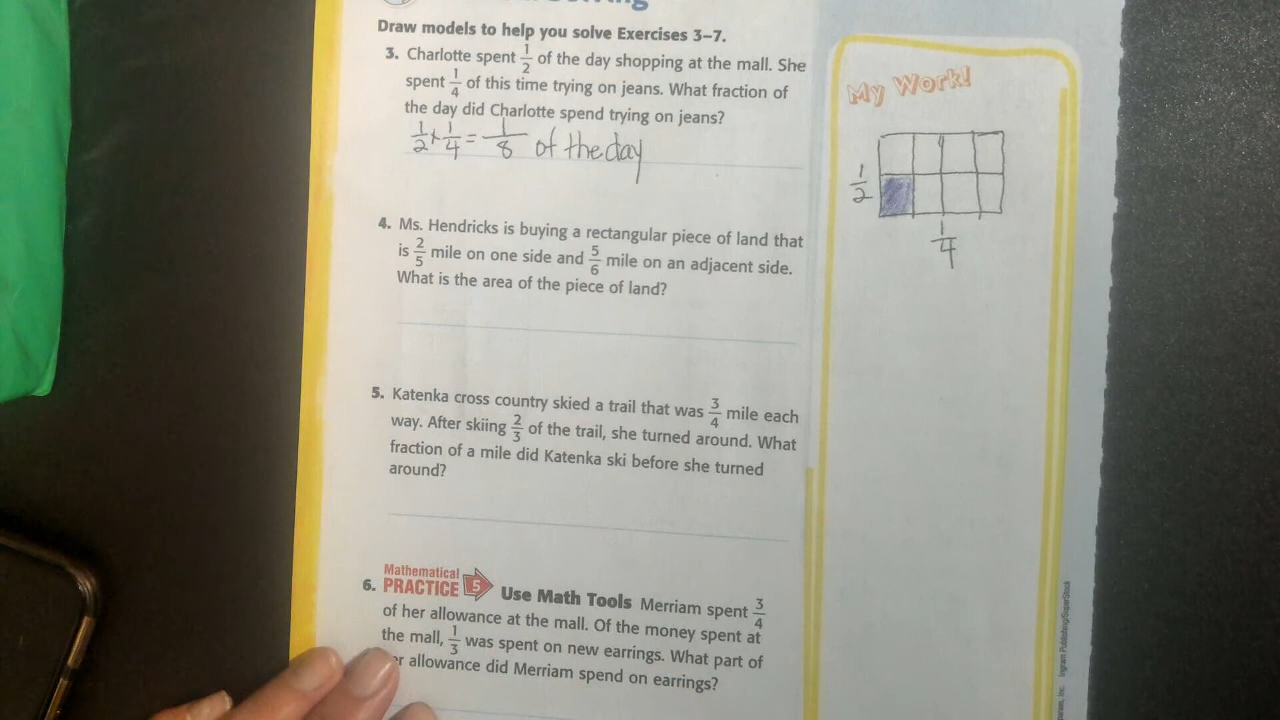 Draw models to help you solve Exercises 3–7.
3. Charlotte spent 1/2 of the day shopping at the mall. She
spent 1/4 of this time trying on jeans. What fraction of
the day did Charlotte spend trying on jeans?
1/2 × 1/4 = 1/8 of the day
4. Ms. Hendricks is buying a rectangular piece of land that
is 2/5 mile on one side and 5/6 mile on an adjacent side.
What is the area of the piece of land?
5. Katenka cross country skied a trail that was 3/4 mile each
way. After skiing 2/3 of the trail, she turned around. What
fraction of a mile did Katenka ski before she turned
around?
6. Mathematical
PRACTICE 5 Use Math Tools Merriam spent 3/4
of her allowance at the mall. Of the money spent at
the mall, 1/3 was spent on new earrings. What part of
allowance did Merriam spend on earrings?
My Work!
1/2
1/4
Inc. Ingram Publishing/SuperStock